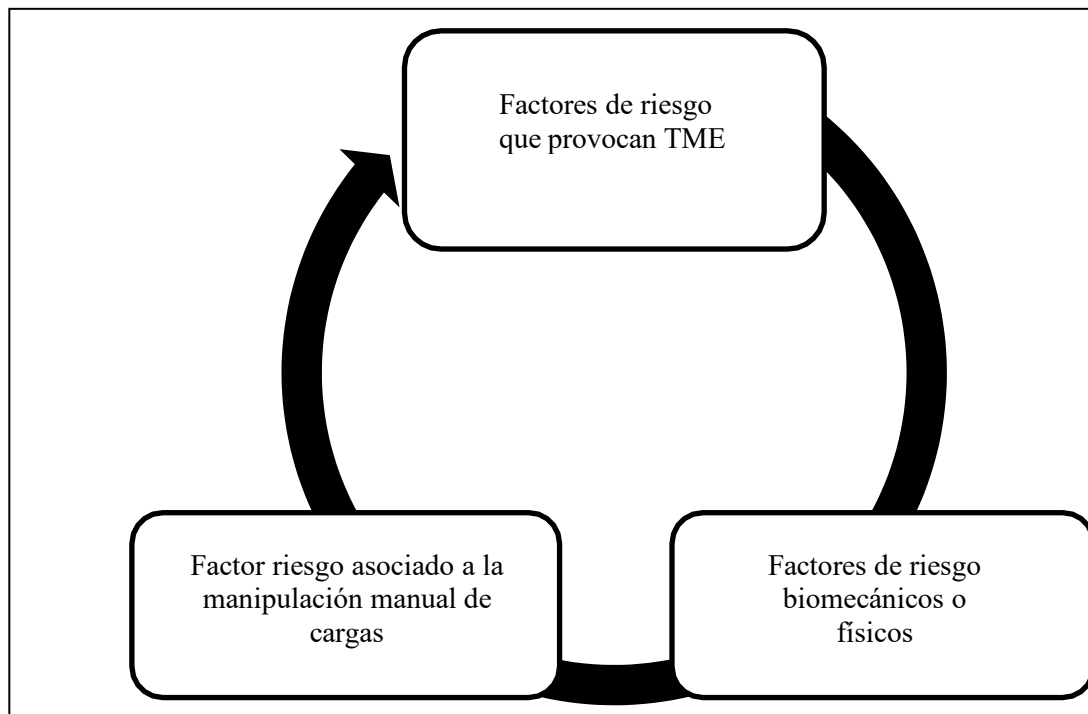 Factores de riesgo
que provocan TME
Factor riesgo asociado a la
manipulación manual de
cargas
Factores de riesgo
biomecánicos o
físicos